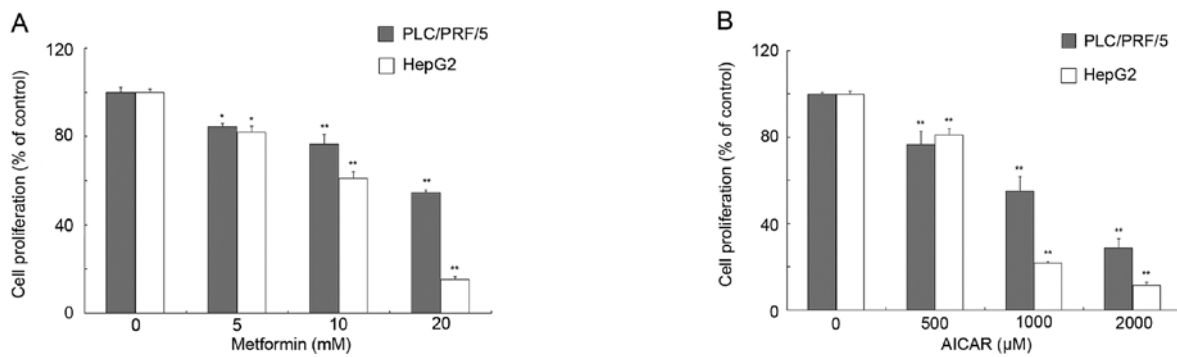 A
PLC/PRF/5
HepG2
Cell proliferation (% of control)
120
80
40
0
* *
** **
** **
0 5 10 20
Metformin (mM)
B
PLC/PRF/5
HepG2
Cell proliferation (% of control)
120
80
40
0
** **
** **
** **
0 500 1000 2000
AICAR (μM)